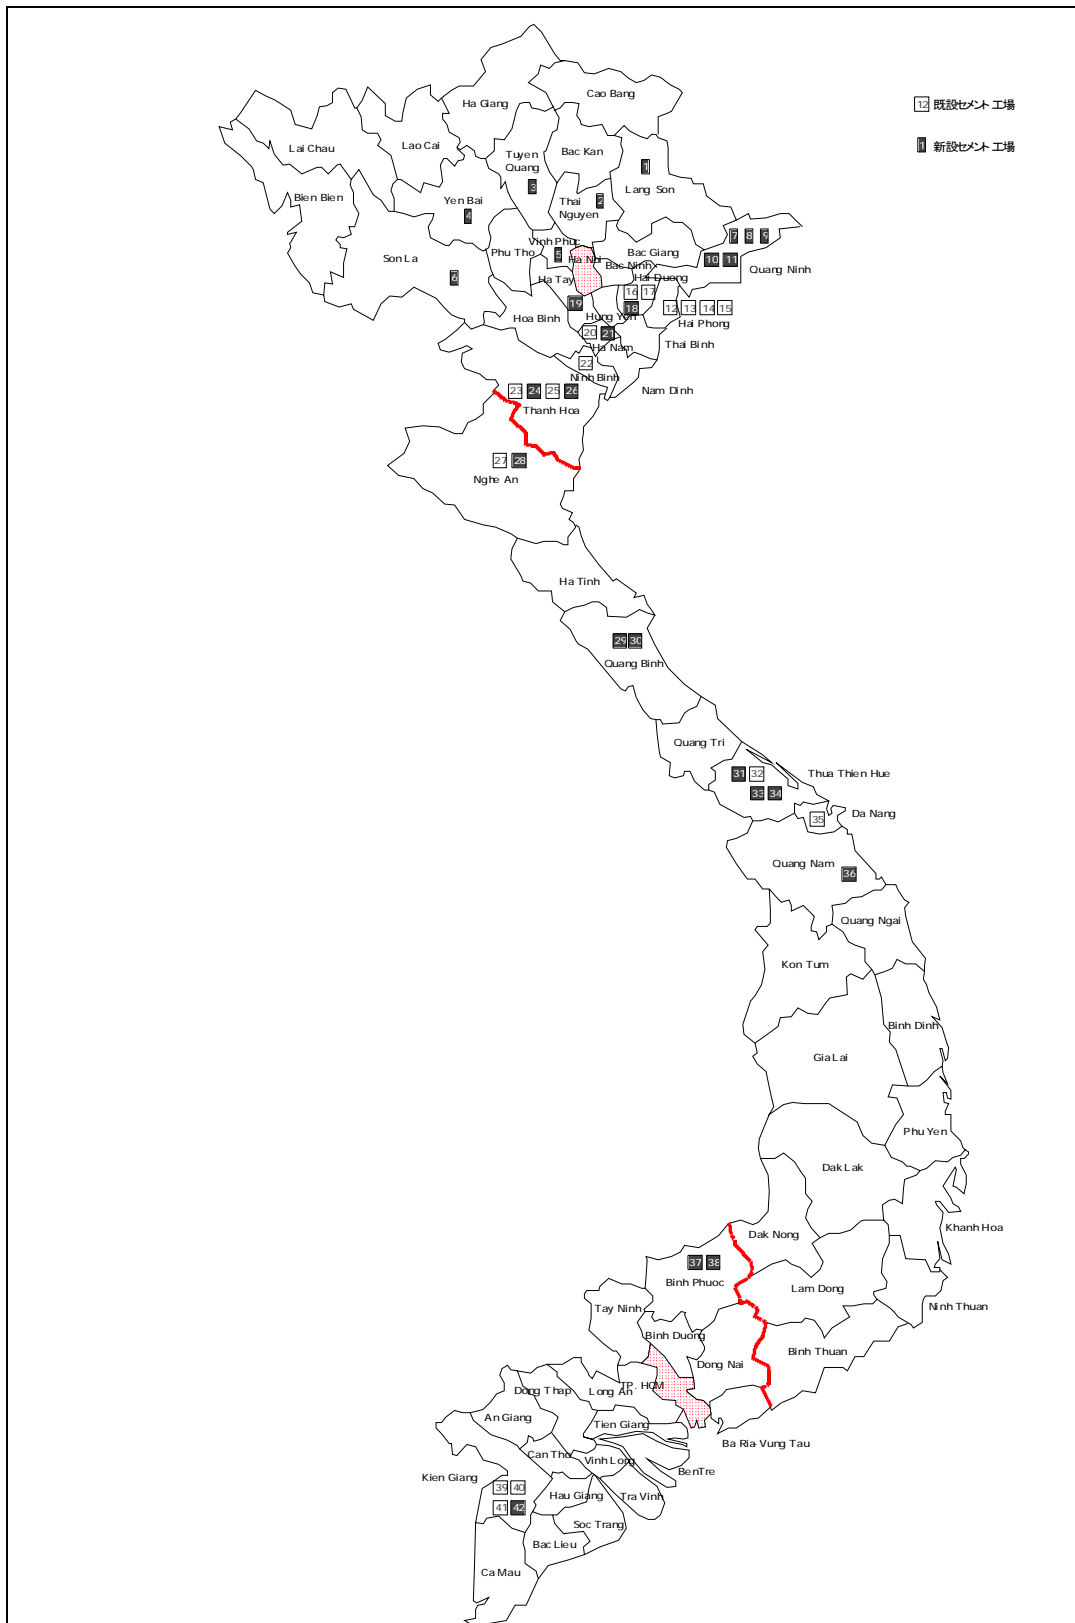 Ha Giang
Cao Bang
12 既設セメント工場
Lai Chau
Lao Cai
Tuyen
Quang
3
Bac Kan
1
Lang Son
1 新設セメント工場
Bien Bien
Yen Bai
4
Thai
Nguyen
2
Son La
6
Phu Tho
Vinh Phuc
5
Ha Noi
Bac Giang
Bac Ninh
7 8 9
10 11
Quang Ninh
Ha Tay
Hai Duong
16 17
18
Hoa Binh
19
Hung Yen
12 13 14 15
Hai Phong
20 21
Ha Nam
Thai Binh
22
Ninh Binh
Nam Dinh
23 24 25 26
Thanh Hoa
27 28
Nghe An
Ha Tinh
29 30
Quang Binh
Quang Tri
31 32
33 34
Thua Thien Hue
35
Da Nang
Quang Nam
36
Quang Ngai
Kon Tum
Binh Dinh
Gia Lai
Phu Yen
Dak Lak
Khanh Hoa
Dak Nong
37 38
Binh Phuoc
Lam Dong
Ninh Thuan
Tay Ninh
Binh Duong
Binh Thuan
Dong Nai
TP. HCM
Dong Thap
Long An
An Giang
Tien Giang
Ba Ria-Vung Tau
Can Tho
Vinh Long
BenTre
Kien Giang
39 40
41 42
Hau Giang
Tra Vinh
Soc Trang
Bac Lieu
Ca Mau